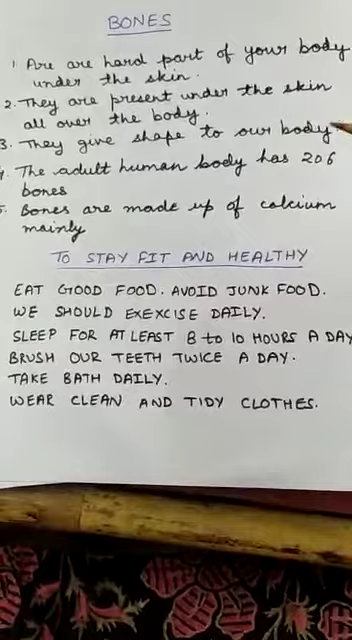 BONES
1 Are are hard part of your body
under the skin.
2. They are present under the skin
all over the body.
3. They give shape to our body.
4. The adult human body has 206
bones
5. Bones are made up of calcium
mainly
TO STAY FIT AND HEALTHY
EAT GOOD FOOD. AVOID JUNK FOOD.
WE SHOULD EXEXCISE DAILY.
SLEEP FOR AT LEAST 8 to 10 HOURS A DAY
BRUSH OUR TEETH TWICE A DAY.
TAKE BATH DAILY.
WEAR CLEAN AND TIDY CLOTHES.